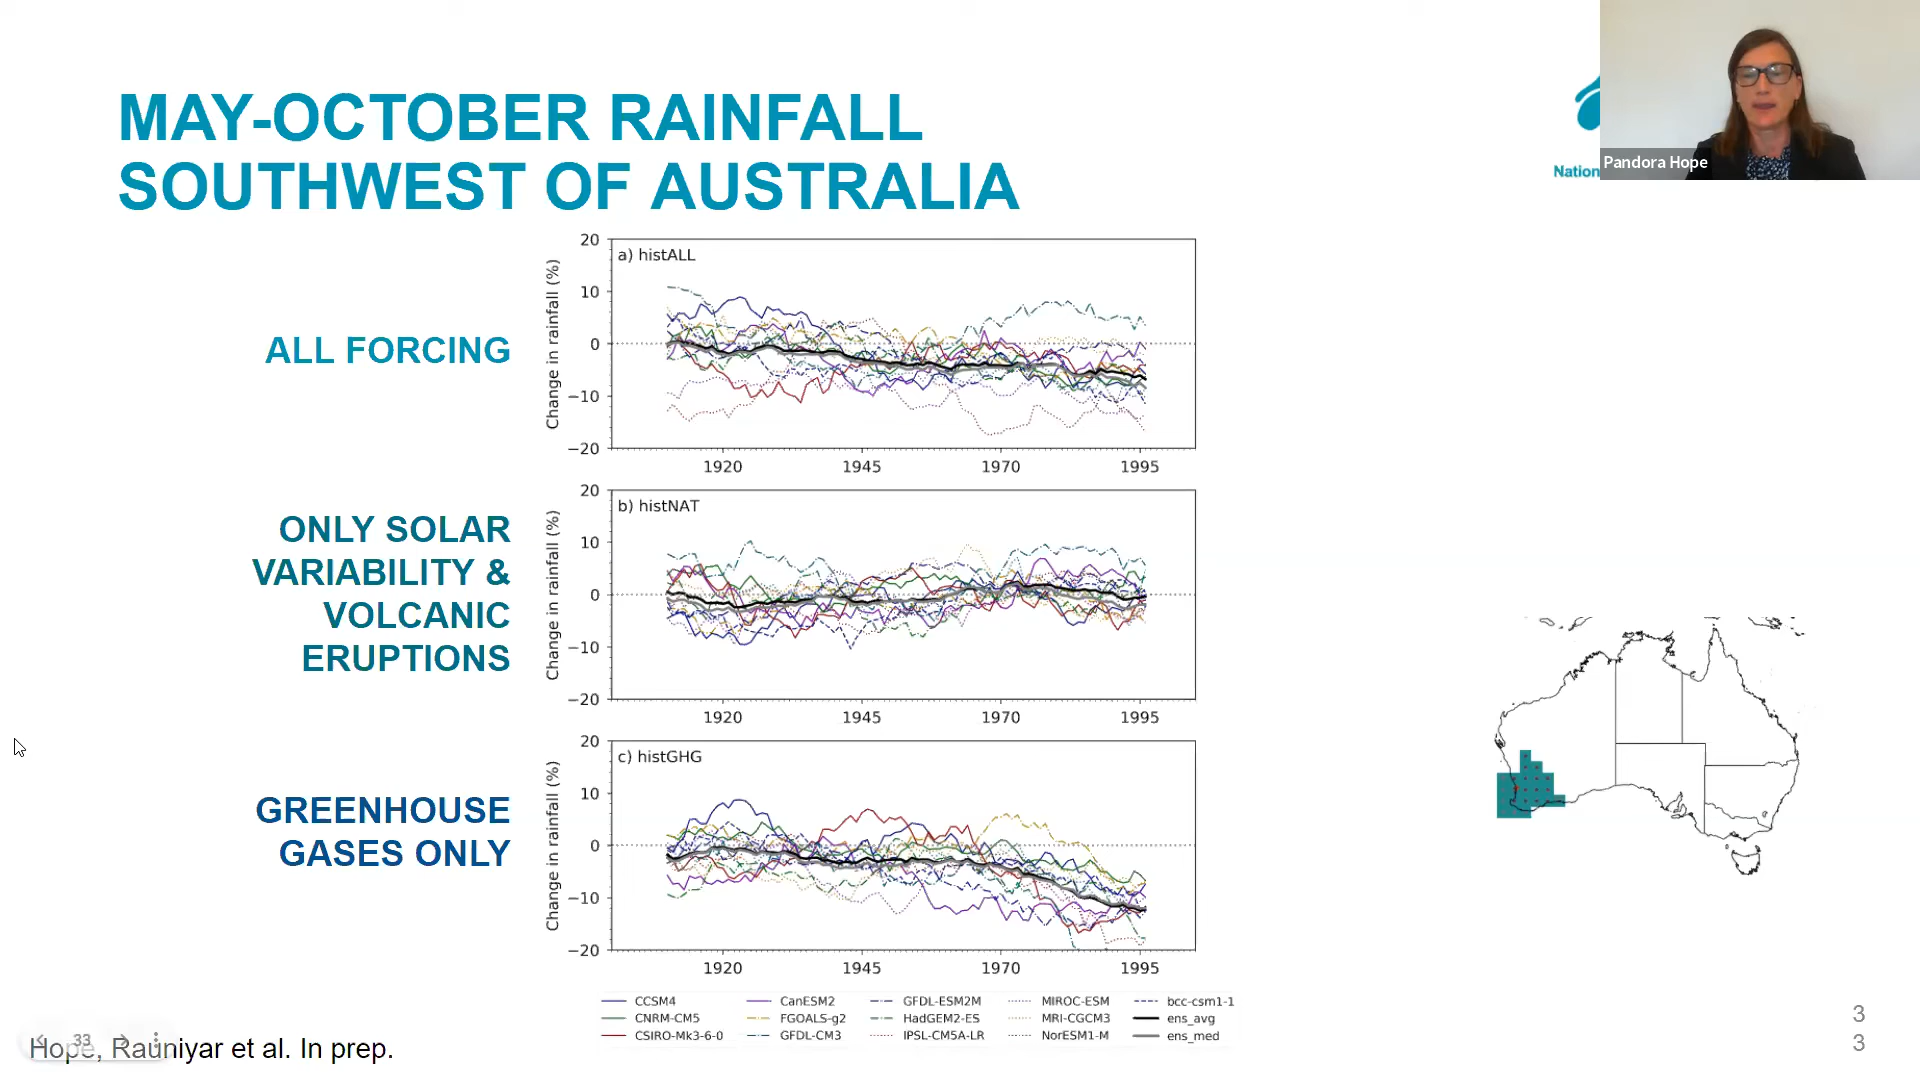 MAY-OCTOBER RAINFALL
SOUTHWEST OF AUSTRALIA
Nation
Pandora Hope
ALL FORCING
a) histALL
Change in rainfall (%)
20
10
0
−10
−20
1920 1945 1970 1995
ONLY SOLAR
VARIABILITY &
VOLCANIC
ERUPTIONS
b) histNAT
Change in rainfall (%)
20
10
0
−10
−20
1920 1945 1970 1995
GREENHOUSE
GASES ONLY
c) histGHG
Change in rainfall (%)
20
10
0
−10
−20
1920 1945 1970 1995
CCSM4 CanESM2 GFDL-ESM2M MIROC-ESM bcc-csm1-1
CNRM-CM5 FGOALS-g2 HadGEM2-ES MRI-CGCM3 ens_avg
CSIRO-Mk3-6-0 GFDL-CM3 IPSL-CM5A-LR NorESM1-M ens_med
33
Hope, Rauniyar et al. In prep.
3
3